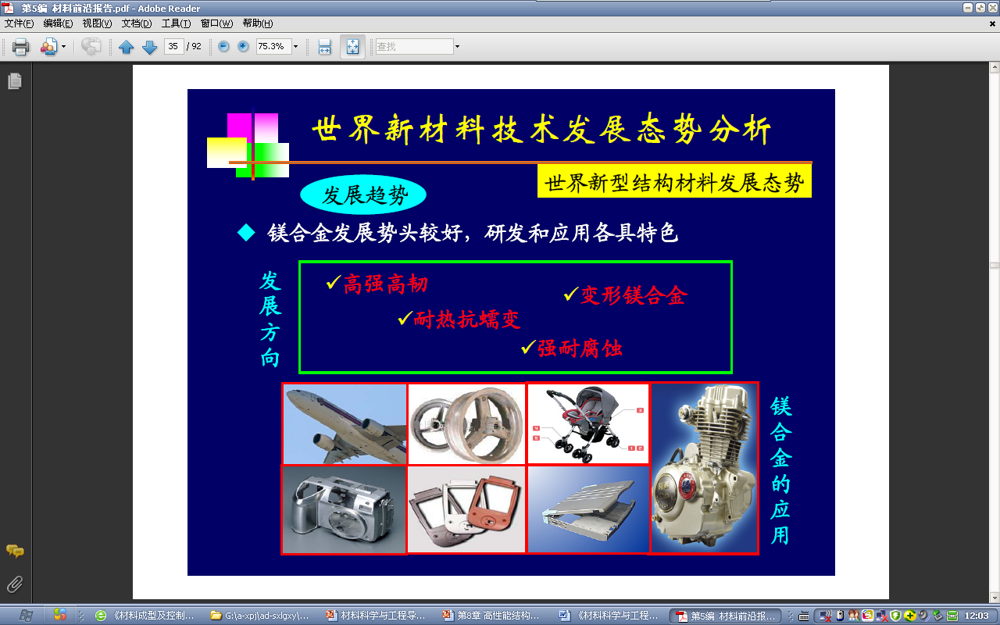 第5编 材料前沿报告.pdf - Adobe Reader
文件(F) 编辑(E) 视图(V) 文档(D) 工具(T) 窗口(W) 帮助(H)
35 / 92 75.3% 查找
世界新材料技术发展态势分析
世界新型结构材料发展态势
发展趋势
镁合金发展势头较好，研发和应用各具特色
发展方向
高强高韧
变形镁合金
耐热抗蠕变
强耐腐蚀
镁合金的应用
《材料成型及控制... G:\a-xpj\ad-sxlgxy\... 材料科学与工程导... 第8章 高性能结构... 《材料科学与工程... 第5编 材料前沿报... 12:03